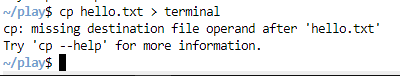 ~/play$ cp hello.txt > terminal
cp: missing destination file operand after 'hello.txt'
Try 'cp --help' for more information.
~/play$